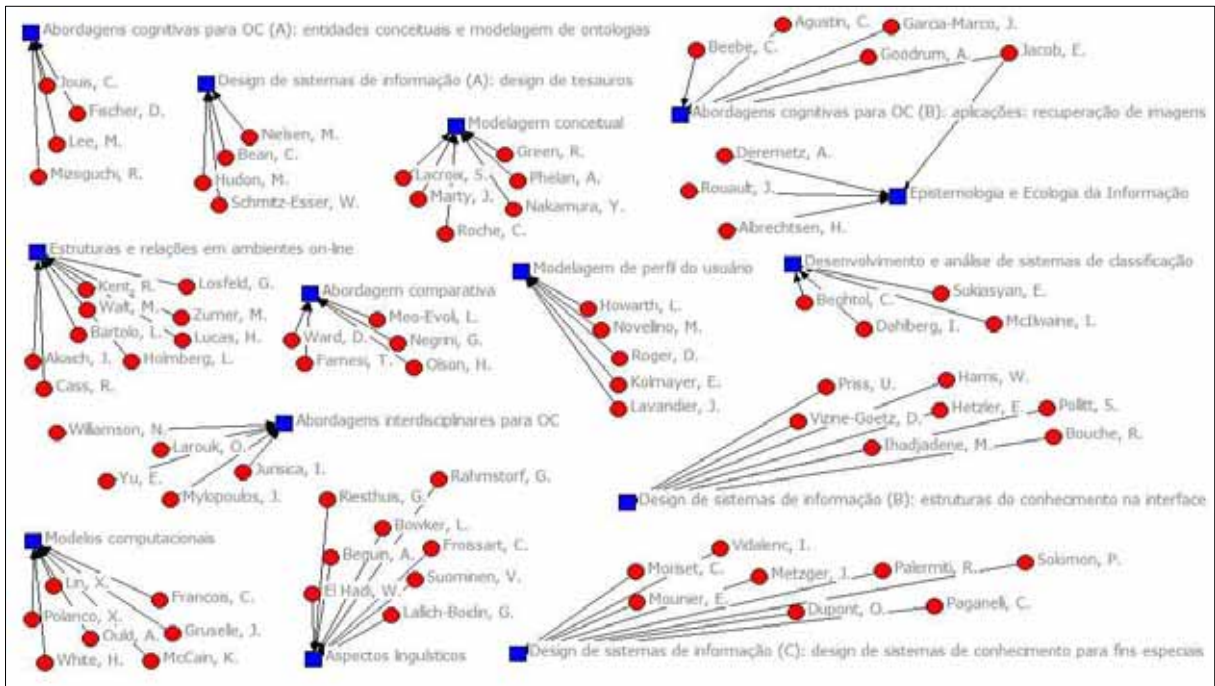 Abordagens cognitivas para OC (A): entidades conceituais e modelagem de ontologias
Jouis, C.
Fischer, D.
Lee, M.
Mizoguchi, R.
Design de sistemas de informação (A): design de tesauros
Neisen, M.
Bean, C.
Hudon, M.
Schmitz-Esser, W.
Modelagem conceitual
Green, R.
Lacroix, S.
Phelan, A.
Marty, J.
Nakamura, Y.
Roche, C.
Agustin, C.
Garcia-Marco, J.
Beebe, C.
Goodrum, A.
Jacob, E.
Abordagens cognitivas para OC (B): aplicações: recuperação de imagens
Deremetz, A.
Rouault, J.
Epistemologia e Ecologia da Informação
Albrechtsen, H.
Estruturas e relações em ambientes on-line
Kent, R.
Losfeld, G.
Wat, M.
Zumer, M.
Bartolo, L.
Lucas, H.
Akaich, J.
Holmberg, L.
Cass, R.
Abordagem comparativa
Meo-Evoli, L.
Ward, D.
Negrini, G.
Farnesi, T.
Olson, H.
Modelagem de perfil do usuário
Howarth, L.
Novelino, M.
Roger, D.
Kolmayer, E.
Lavandier, J.
Desenvolvimento e análise de sistemas de classificação
Beghtol, C.
Sukiasyan, E.
Dahlberg, I.
McIlwaine, I.
Abordagens interdisciplinares para OC
Williamson, N.
Larouk, O.
Yu, E.
Jurisica, I.
Mylopoulos, J.
Priss, U.
Harris, W.
Vizine-Goetz, D.
Hetzler, E.
Pollitt, S.
Ihadjadene, M.
Bouche, R.
Design de sistemas de informação (B): estruturas do conhecimento na interface
Modelos computacionais
Lin, X.
Francois, C.
Polanco, X.
Ould, A.
Gruselle, J.
White, H.
McCain, K.
Rahmstorf, G.
Riesthuis, G.
Bowker, L.
Beguin, A.
Froissart, C.
El Hadi, W.
Suominen, V.
Lallich-Boidin, G.
Aspectos linguísticos
Vidalenc, I.
Moriset, C.
Metzger, J.
Palermiti, R.
Solomon, P.
Mounier, E.
Dupont, O.
Paganeli, C.
Design de sistemas de informação (C): design de sistemas de conhecimento para fins especiais